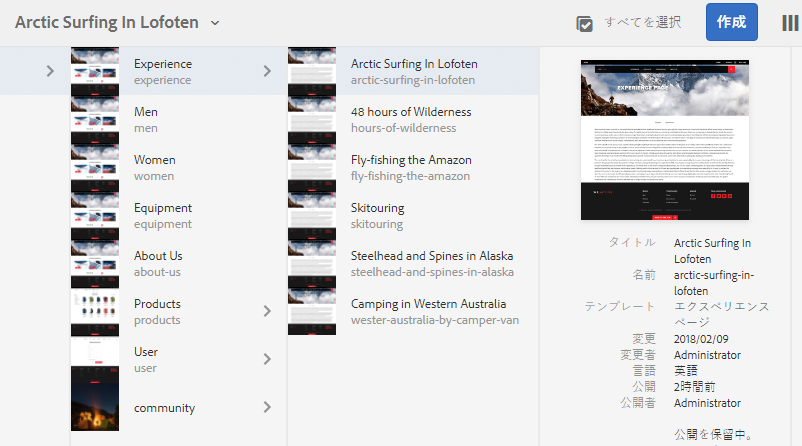 Arctic Surfing In Lofoten
すべてを選択
作成
Experience
experience
Men
men
Women
women
Equipment
equipment
About Us
about-us
Products
products
User
user
community
Arctic Surfing In Lofoten
arctic-surfing-in-lofoten
48 hours of Wilderness
hours-of-wilderness
Fly-fishing the Amazon
fly-fishing-the-amazon
Skitouring
skitouring
Steelhead and Spines in Alaska
steelhead-and-spines-in-alaska
Camping in Western Australia
wester-australia-by-camper-van
EXPERIENCE PAGE
タイトル Arctic Surfing In
Lofoten
名前 arctic-surfing-in-
lofoten
テンプレート エクスペリエンス
ページ
変更 2018/02/09
変更者 Administrator
言語 英語
公開 2時間前
公開者 Administrator
公開を保留中。